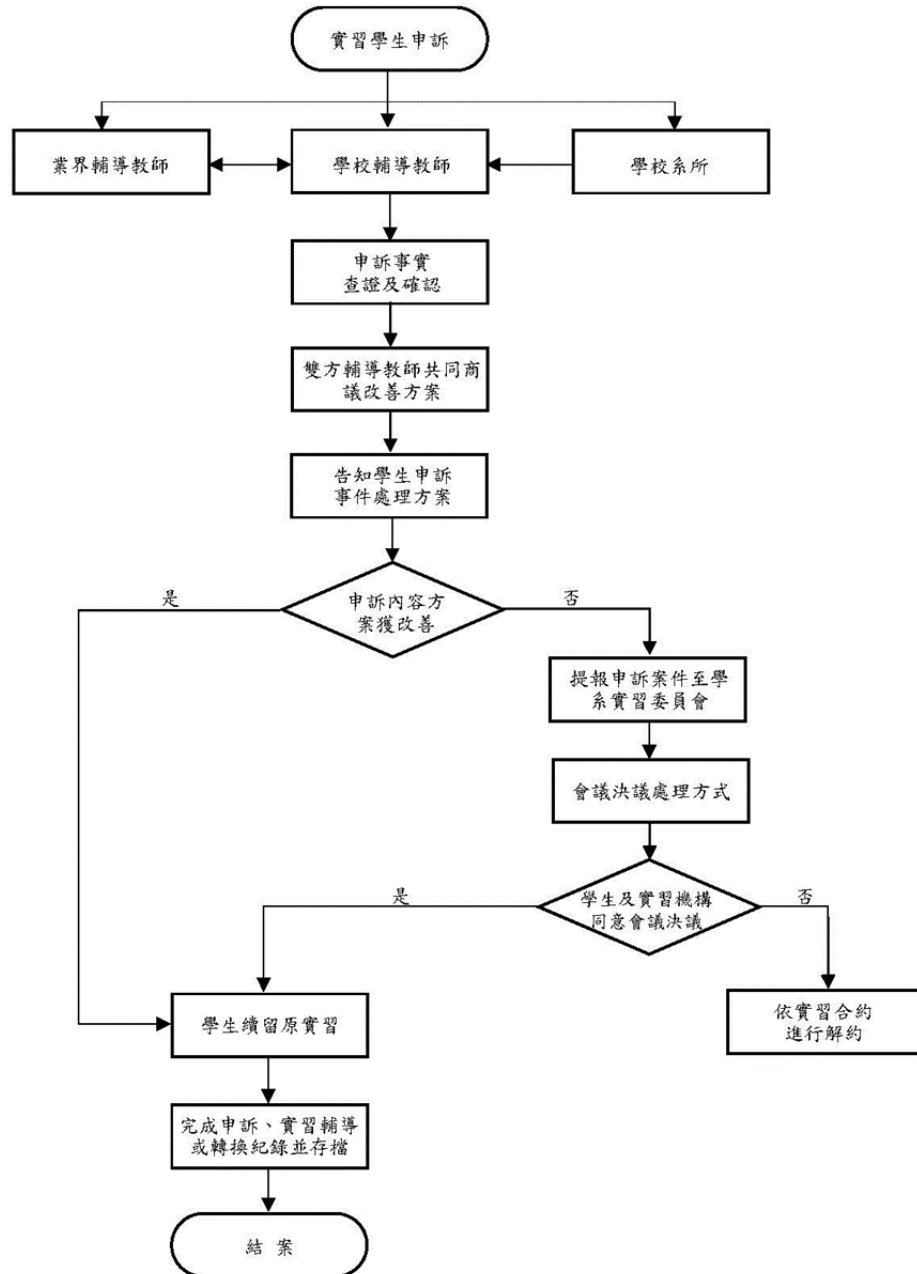 實習學生申訴
業界輔導教師
學校輔導教師
學校系所
申訴事實
查證及確認
雙方輔導教師共同商
議改善方案
告知學生申訴
事件處理方案
是
申訴內容方
案獲改善
否
提報申訴案件至學
系實習委員會
會議決議處理方式
是
學生及實習機構
同意會議決議
否
學生續留原實習
依實習合約
進行解約
完成申訴、實習輔導
或轉換紀錄並存檔
結 案